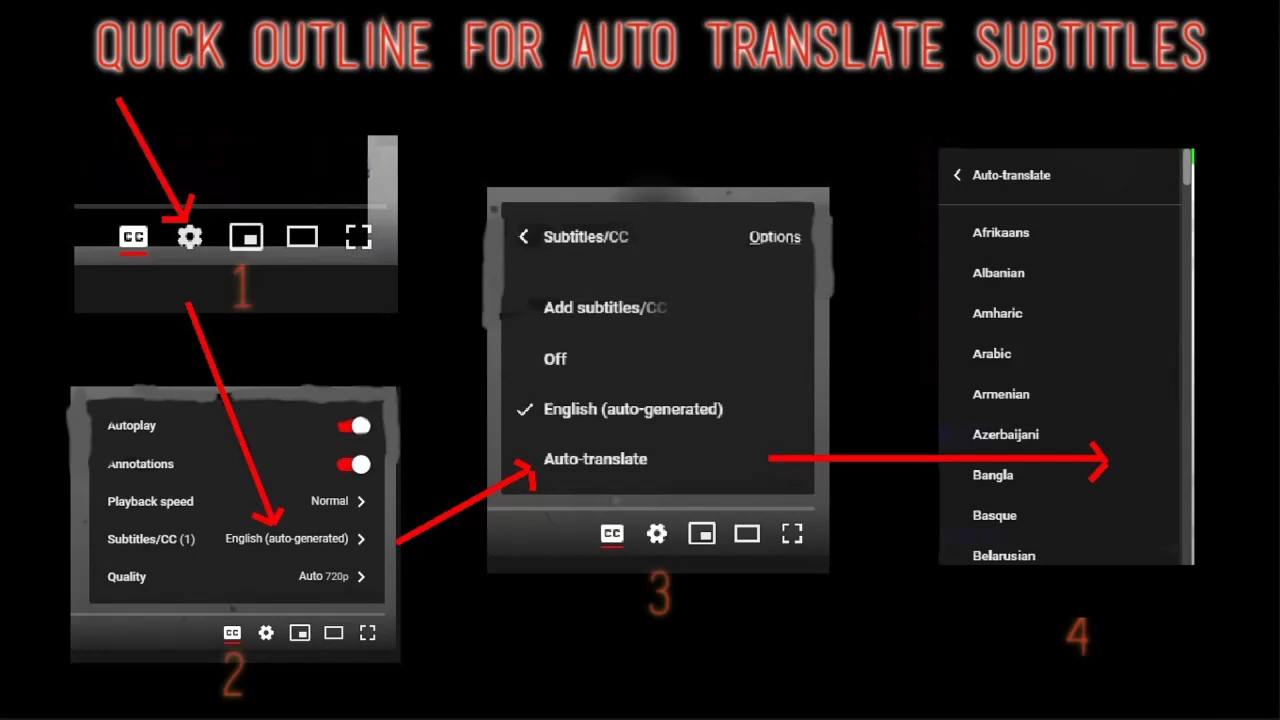 QUICK OUTLINE FOR AUTO TRANSLATE SUBTITLES
CC
1
Autoplay
Annotations
Playback speed Normal
Subtitles/CC (1) English (auto-generated)
Quality Auto 720p
CC
2
Subtitles/CC Options
Add subtitles/CC
Off
English (auto-generated)
Auto-translate
CC
3
Auto-translate
Afrikaans
Albanian
Amharic
Arabic
Armenian
Azerbaijani
Bangla
Basque
Belarusian
4